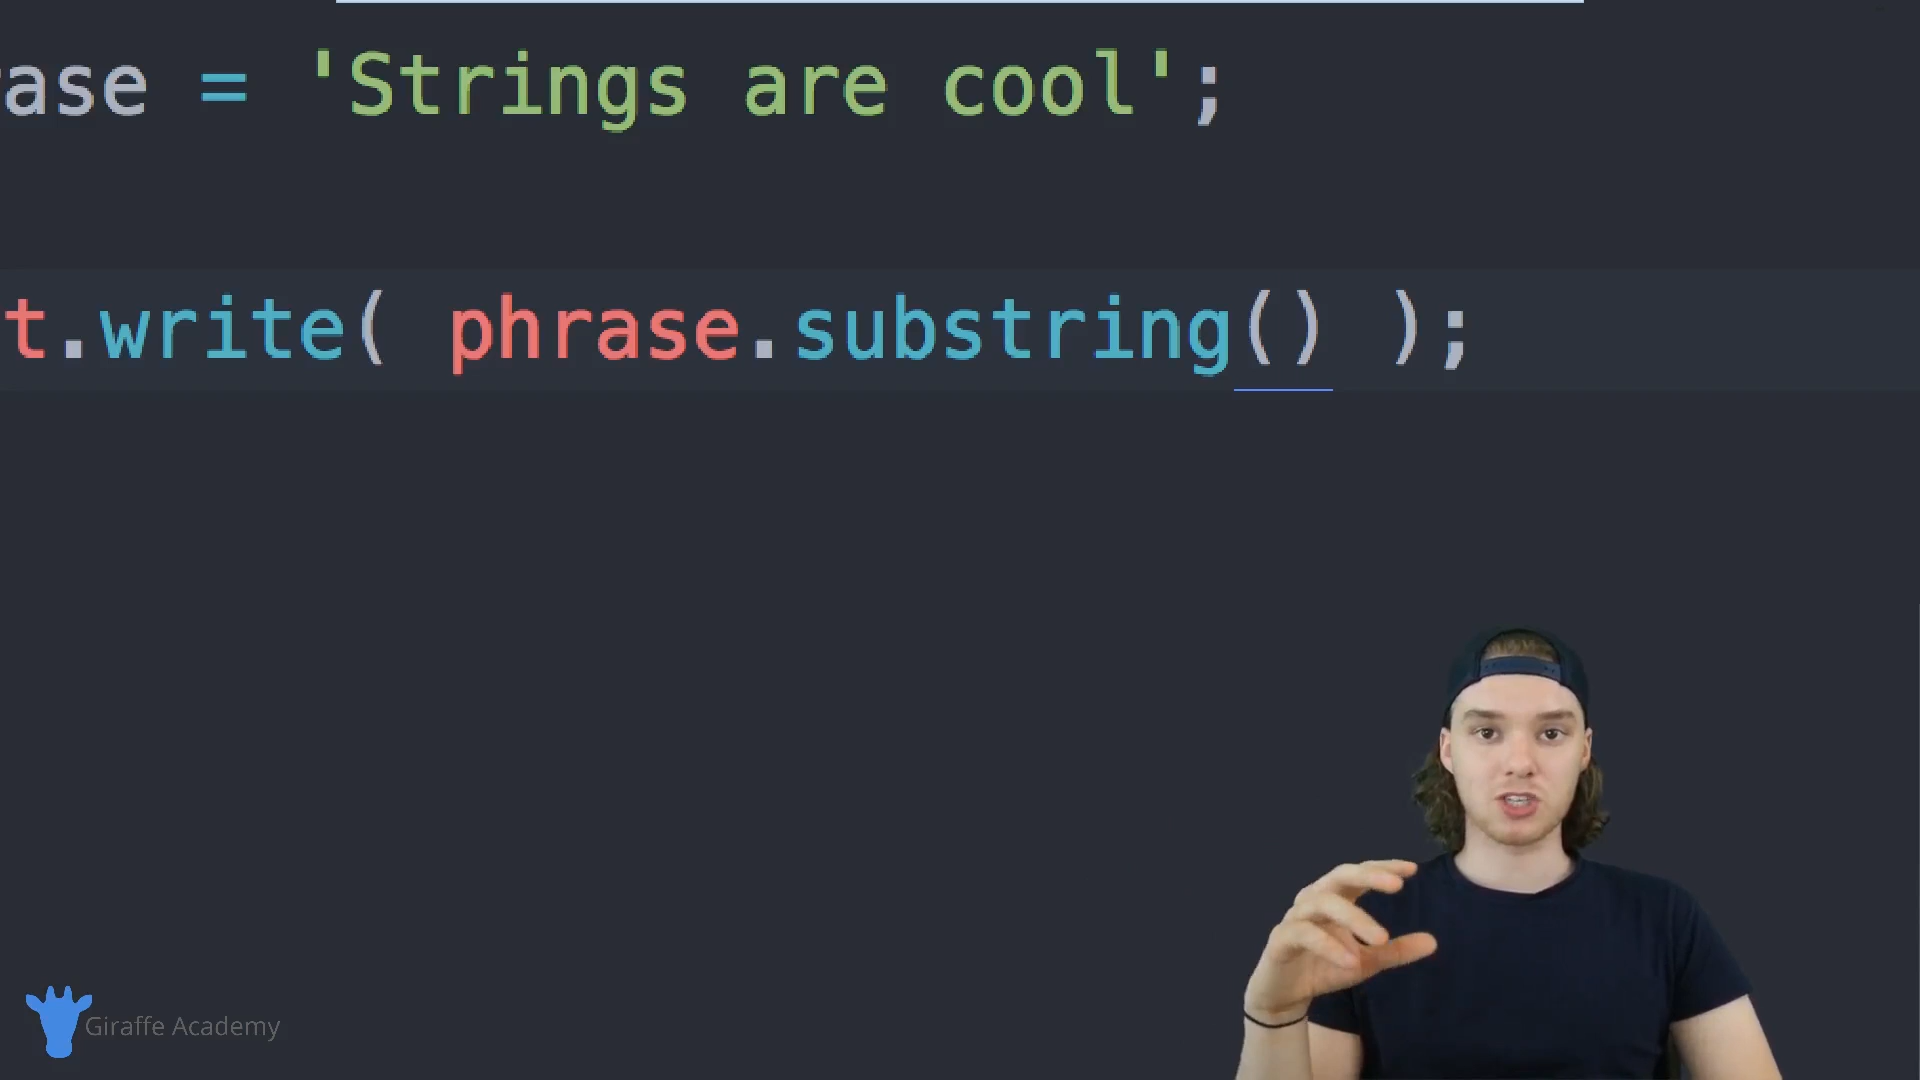 ase = 'Strings are cool';
t.write( phrase.substring() );
Giraffe Academy